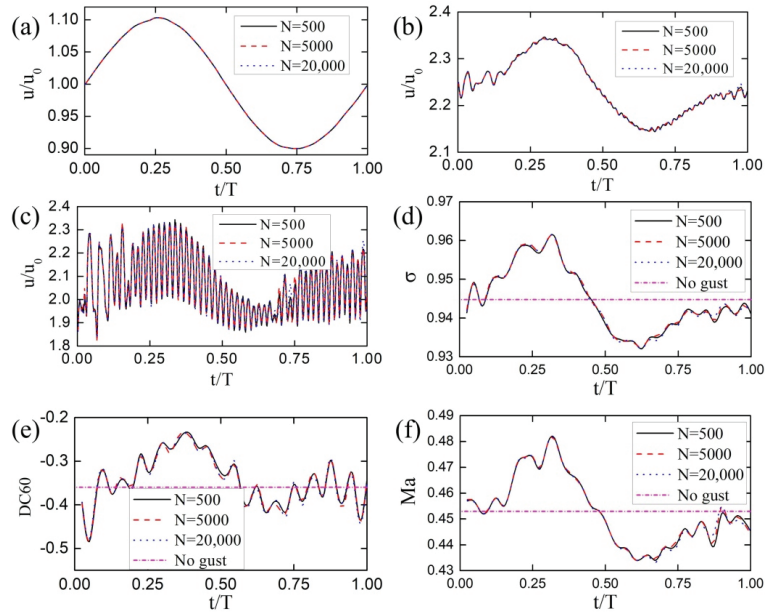 (a)
1.10
1.05
1.00
0.95
0.90
u/u0
N=500
N=5000
N=20,000
0.00 0.25 0.50 0.75 1.00
t/T
(b)
2.4
2.3
2.2
2.1
u/u0
N=500
N=5000
N=20,000
0.00 0.25 0.50 0.75 1.00
t/T
(c)
2.4
2.3
2.2
2.1
2.0
1.9
1.8
u/u0
N=500
N=5000
N=20,000
0.00 0.25 0.50 0.75 1.00
t/T
(d)
0.97
0.96
0.95
0.94
0.93
σ
N=500
N=5000
N=20,000
No gust
0.00 0.25 0.50 0.75 1.00
t/T
(e)
-0.2
-0.3
-0.4
-0.5
DC60
N=500
N=5000
N=20,000
No gust
0.00 0.25 0.50 0.75 1.00
t/T
(f)
0.49
0.48
0.47
0.46
0.45
0.44
0.43
Ma
N=500
N=5000
N=20,000
No gust
0.00 0.25 0.50 0.75 1.00
t/T